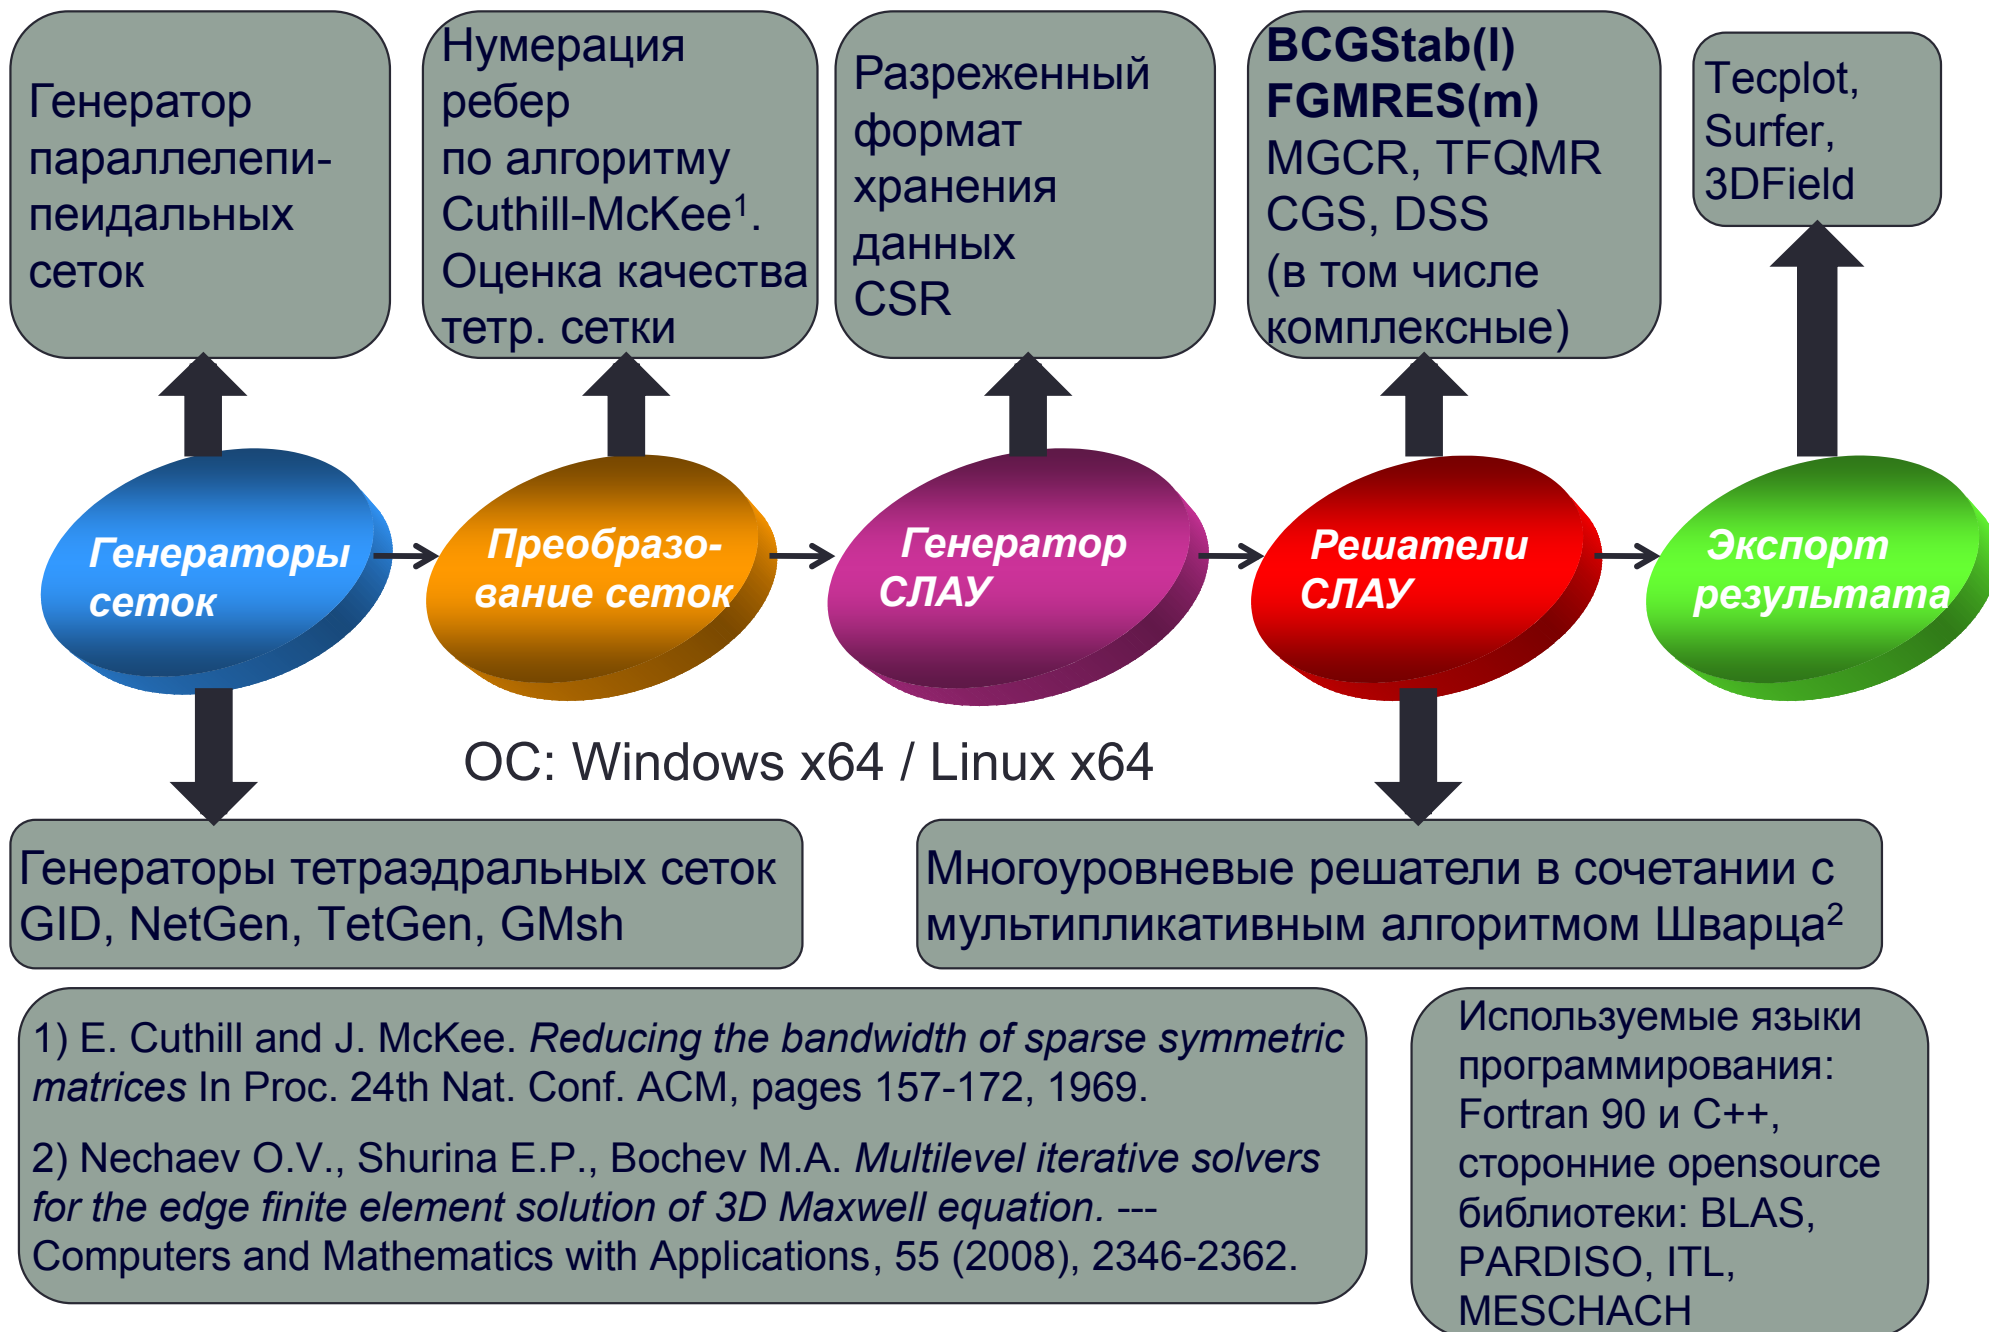 Генератор
параллелепи-
пеидальных
сеток
Нумерация
ребер
по алгоритму
Cuthill-McKee¹.
Оценка качества
тетр. сетки
Разреженный
формат
хранения
данных
CSR
BCGStab(l)
FGMRES(m)
MGCR, TFQMR
CGS, DSS
(в том числе
комплексные)
Tecplot,
Surfer,
3DField
Генераторы
сеток
Преобразо-
вание сеток
Генератор
СЛАУ
Решатели
СЛАУ
Экспорт
результата
ОС: Windows x64 / Linux x64
Генераторы тетраэдральных сеток
GID, NetGen, TetGen, GMsh
Многоуровневые решатели в сочетании с
мультипликативным алгоритмом Шварца²
1) E. Cuthill and J. McKee. Reducing the bandwidth of sparse symmetric
matrices In Proc. 24th Nat. Conf. ACM, pages 157-172, 1969.
2) Nechaev O.V., Shurina E.P., Bochev M.A. Multilevel iterative solvers
for the edge finite element solution of 3D Maxwell equation. ---
Computers and Mathematics with Applications, 55 (2008), 2346-2362.
Используемые языки
программирования:
Fortran 90 и C++,
сторонние opensource
библиотеки: BLAS,
PARDISO, ITL,
MESCHACH